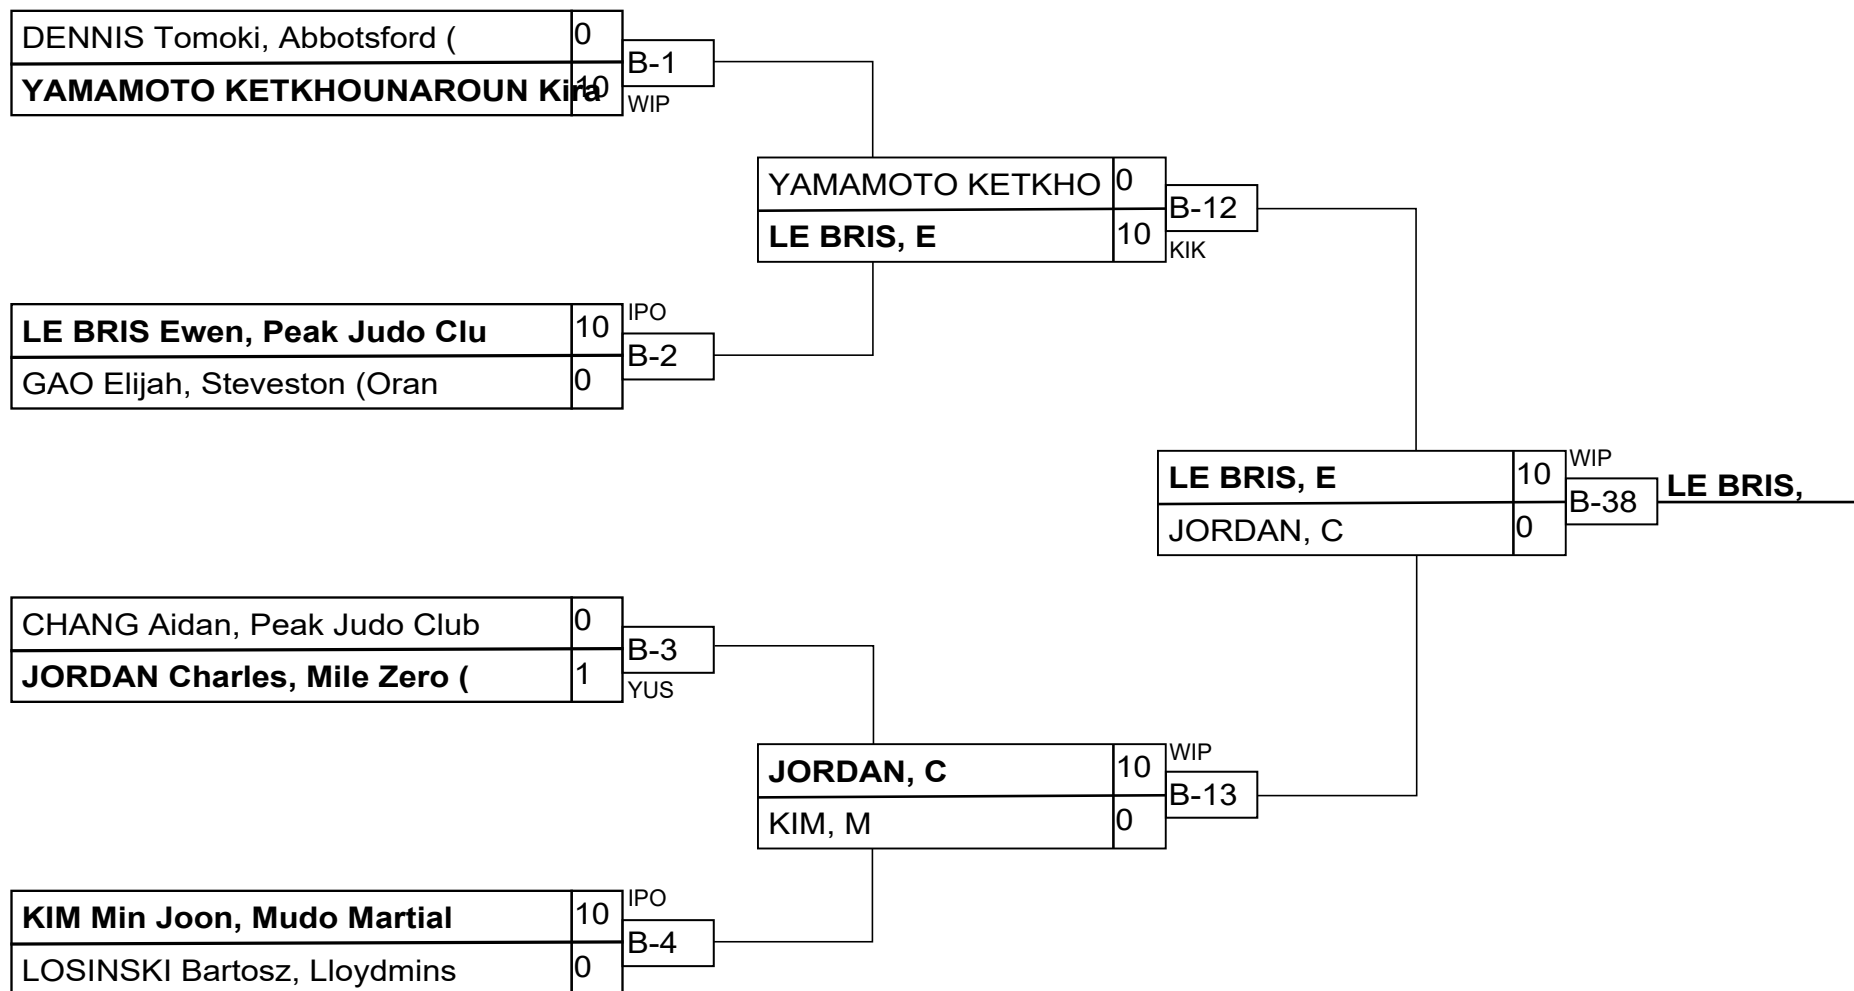 DENNIS Tomoki, Abbotsford ( 0
B-1
YAMAMOTO KETKHOUNAROUN Kira 10
WIP
YAMAMOTO KETKHO 0
B-12
LE BRIS, E 10
KIK
IPO
LE BRIS Ewen, Peak Judo Clu 10
B-2
GAO Elijah, Steveston (Oran 0
WIP
LE BRIS, E 10
B-38 LE BRIS,
JORDAN, C 0
CHANG Aidan, Peak Judo Club 0
B-3
JORDAN Charles, Mile Zero ( 1
YUS
WIP
JORDAN, C 10
B-13
KIM, M 0
IPO
KIM Min Joon, Mudo Martial 10
B-4
LOSINSKI Bartosz, Lloydmins 0